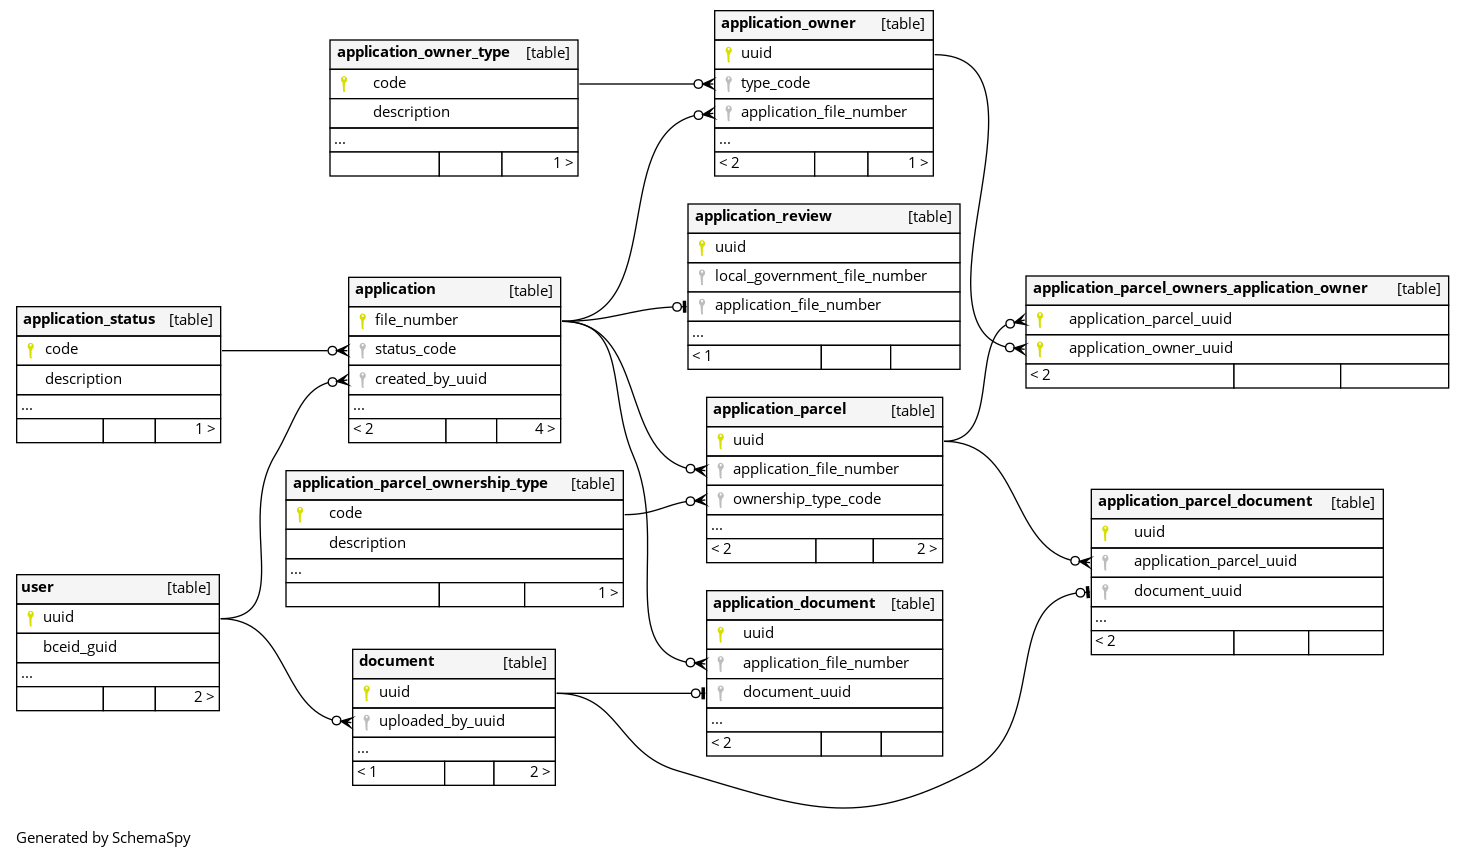 application_owner [table]
uuid
type_code
application_file_number
...
< 2 1 >
application_owner_type [table]
code
description
...
1 >
application_review [table]
uuid
local_government_file_number
application_file_number
...
< 1
application [table]
file_number
status_code
created_by_uuid
...
< 2 4 >
application_parcel_owners_application_owner [table]
application_parcel_uuid
application_owner_uuid
< 2
application_status [table]
code
description
...
1 >
application_parcel [table]
uuid
application_file_number
ownership_type_code
...
< 2 2 >
application_parcel_ownership_type [table]
code
description
...
1 >
application_parcel_document [table]
uuid
application_parcel_uuid
document_uuid
...
< 2
user [table]
uuid
bceid_guid
...
2 >
application_document [table]
uuid
application_file_number
document_uuid
...
< 2
document [table]
uuid
uploaded_by_uuid
...
< 1 2 >
Generated by SchemaSpy